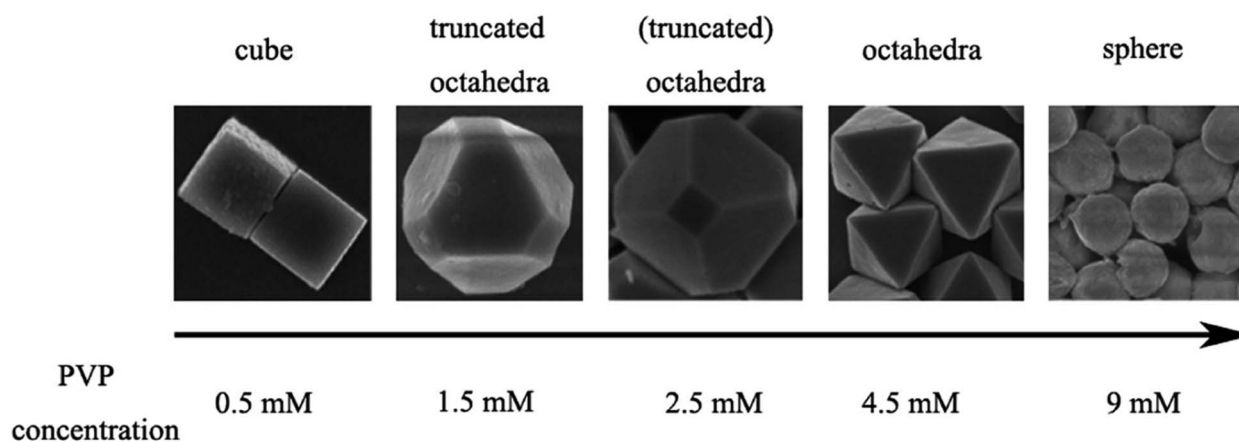 cube
truncated
octahedra
(truncated)
octahedra
octahedra
sphere
PVP
concentration
0.5 mM
1.5 mM
2.5 mM
4.5 mM
9 mM